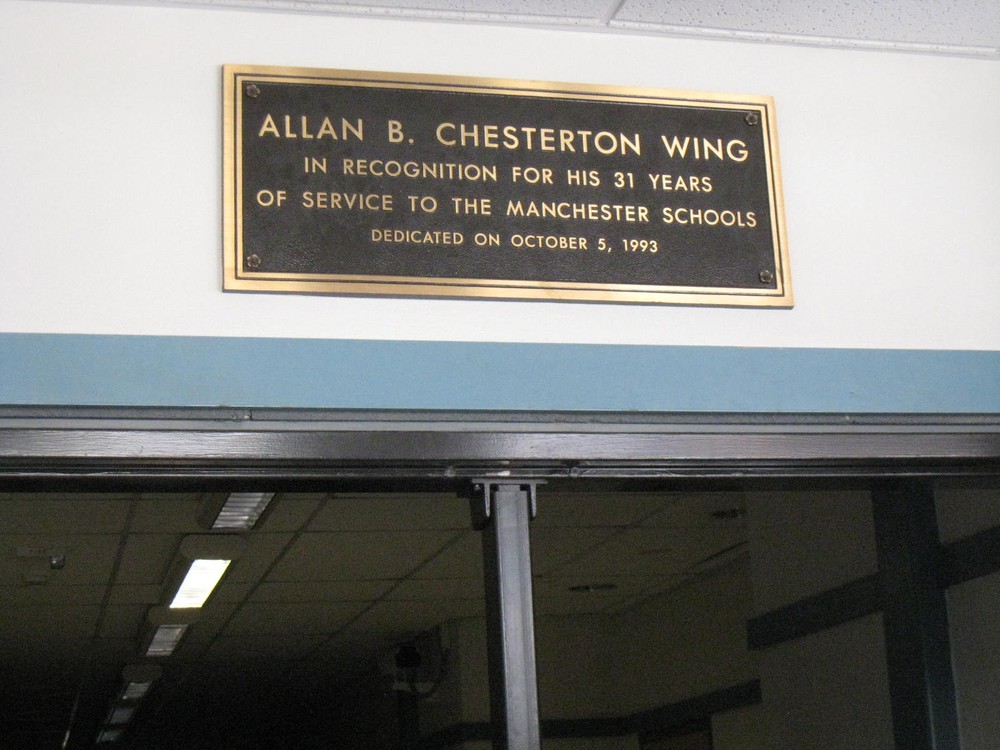 ALLAN B. CHESTERTON WING
IN RECOGNITION FOR HIS 31 YEARS
OF SERVICE TO THE MANCHESTER SCHOOLS
DEDICATED ON OCTOBER 5, 1993